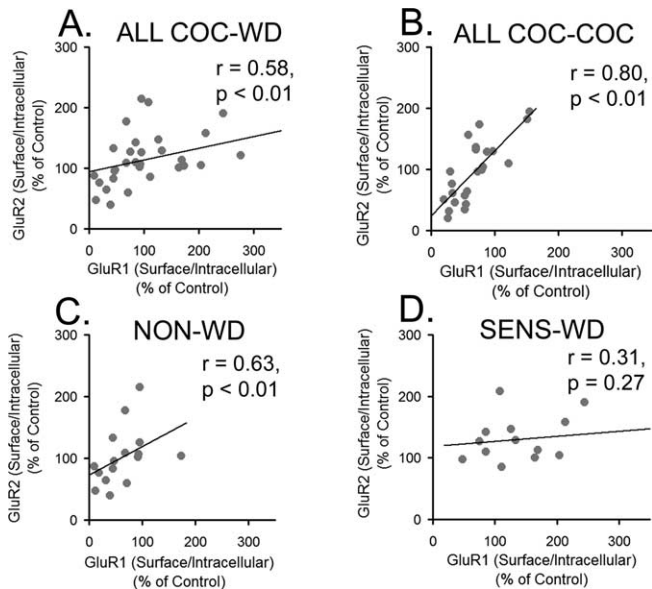 A.
ALL COC-WD
r = 0.58,
p < 0.01
GluR2 (Surface/Intracellular)
(% of Control)
300
200
100
0
0 100 200 300
GluR1 (Surface/Intracellular)
(% of Control)
B.
ALL COC-COC
r = 0.80,
p < 0.01
GluR2 (Surface/Intracellular)
(% of Control)
300
200
100
0
0 100 200 300
GluR1 (Surface/Intracellular)
(% of Control)
C.
NON-WD
r = 0.63,
p < 0.01
GluR2 (Surface/Intracellular)
(% of Control)
300
200
100
0
0 100 200 300
GluR1 (Surface/Intracellular)
(% of Control)
D.
SENS-WD
r = 0.31,
p = 0.27
GluR2 (Surface/Intracellular)
(% of Control)
300
200
100
0
0 100 200 300
GluR1 (Surface/Intracellular)
(% of Control)